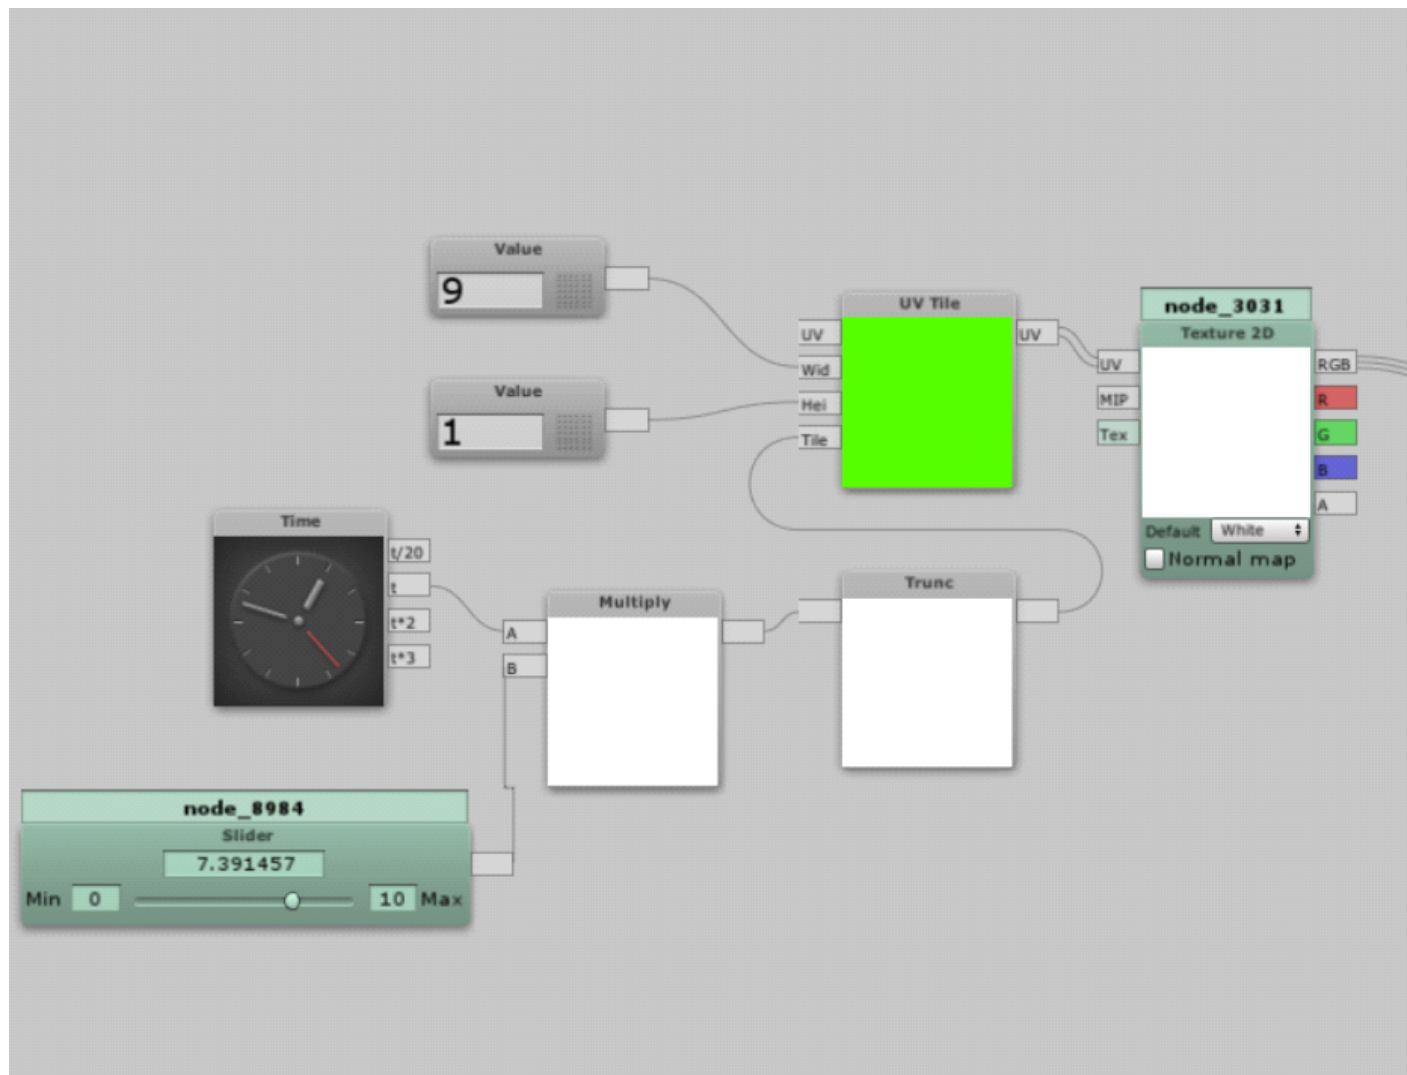 Value
9
Value
1
UV Tile
UV
Wid
Hei
Tile
UV
node_3031
Texture 2D
UV
MIP
Tex
RGB
R
G
B
A
Default White
Normal map
Time
t/20
t
t*2
t*3
Multiply
A
B
Trunc
node_8984
Slider
7.391457
Min 0 10 Max